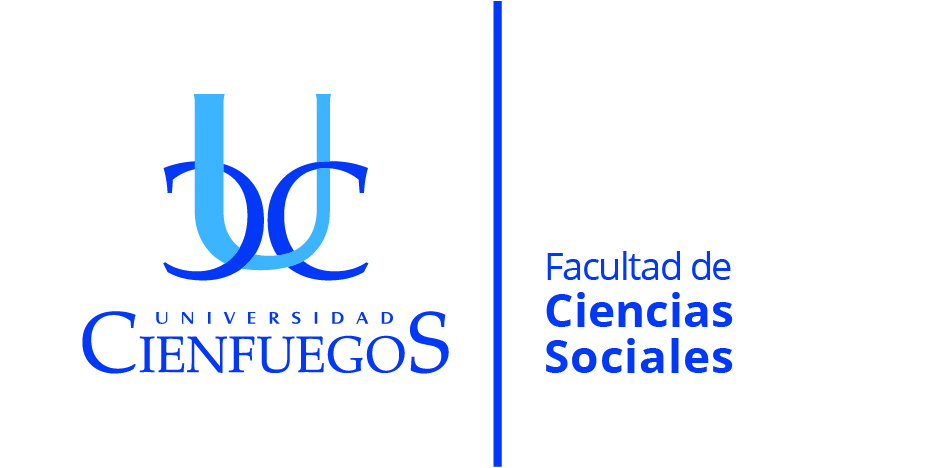 UNIVERSIDAD
CIENFUEGOS
Facultad de
Ciencias
Sociales